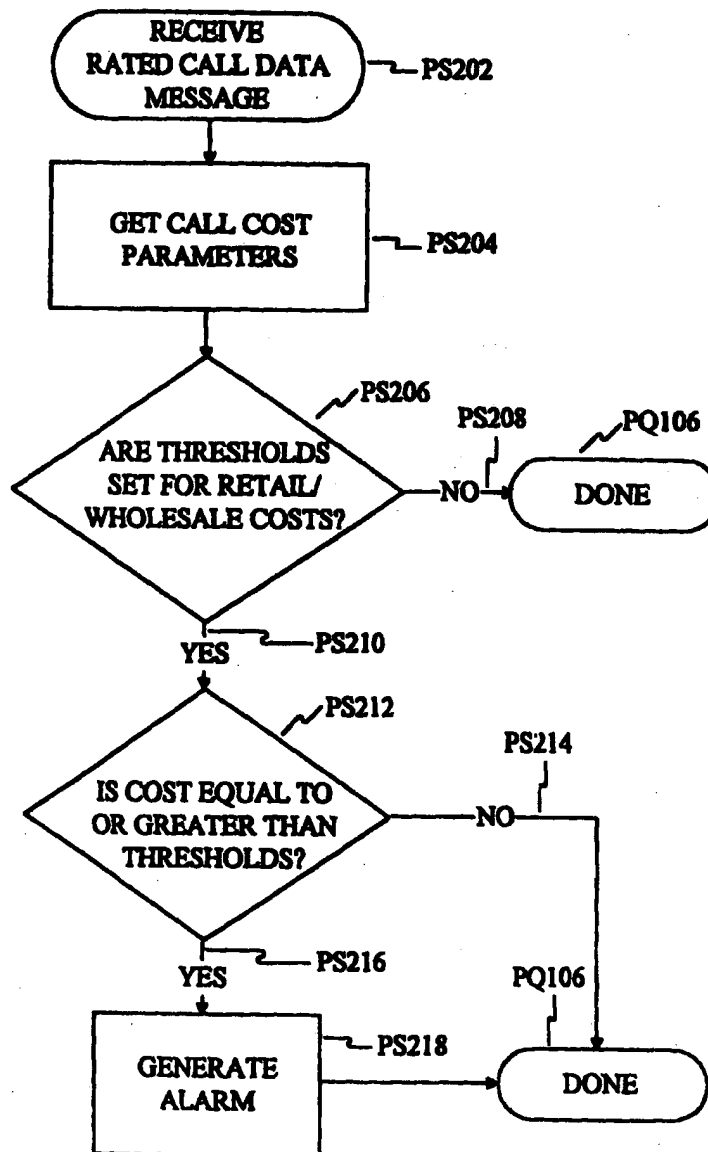 RECEIVE
RATED CALL DATA
MESSAGE
PS202
GET CALL COST
PARAMETERS
PS204
PS206
ARE THRESHOLDS
SET FOR RETAIL/
WHOLESALE COSTS?
PS208
NO
PQ106
DONE
PS210
YES
PS212
IS COST EQUAL TO
OR GREATER THAN
THRESHOLDS?
PS214
NO
PS216
YES
PQ106
PS218
GENERATE
ALARM
DONE